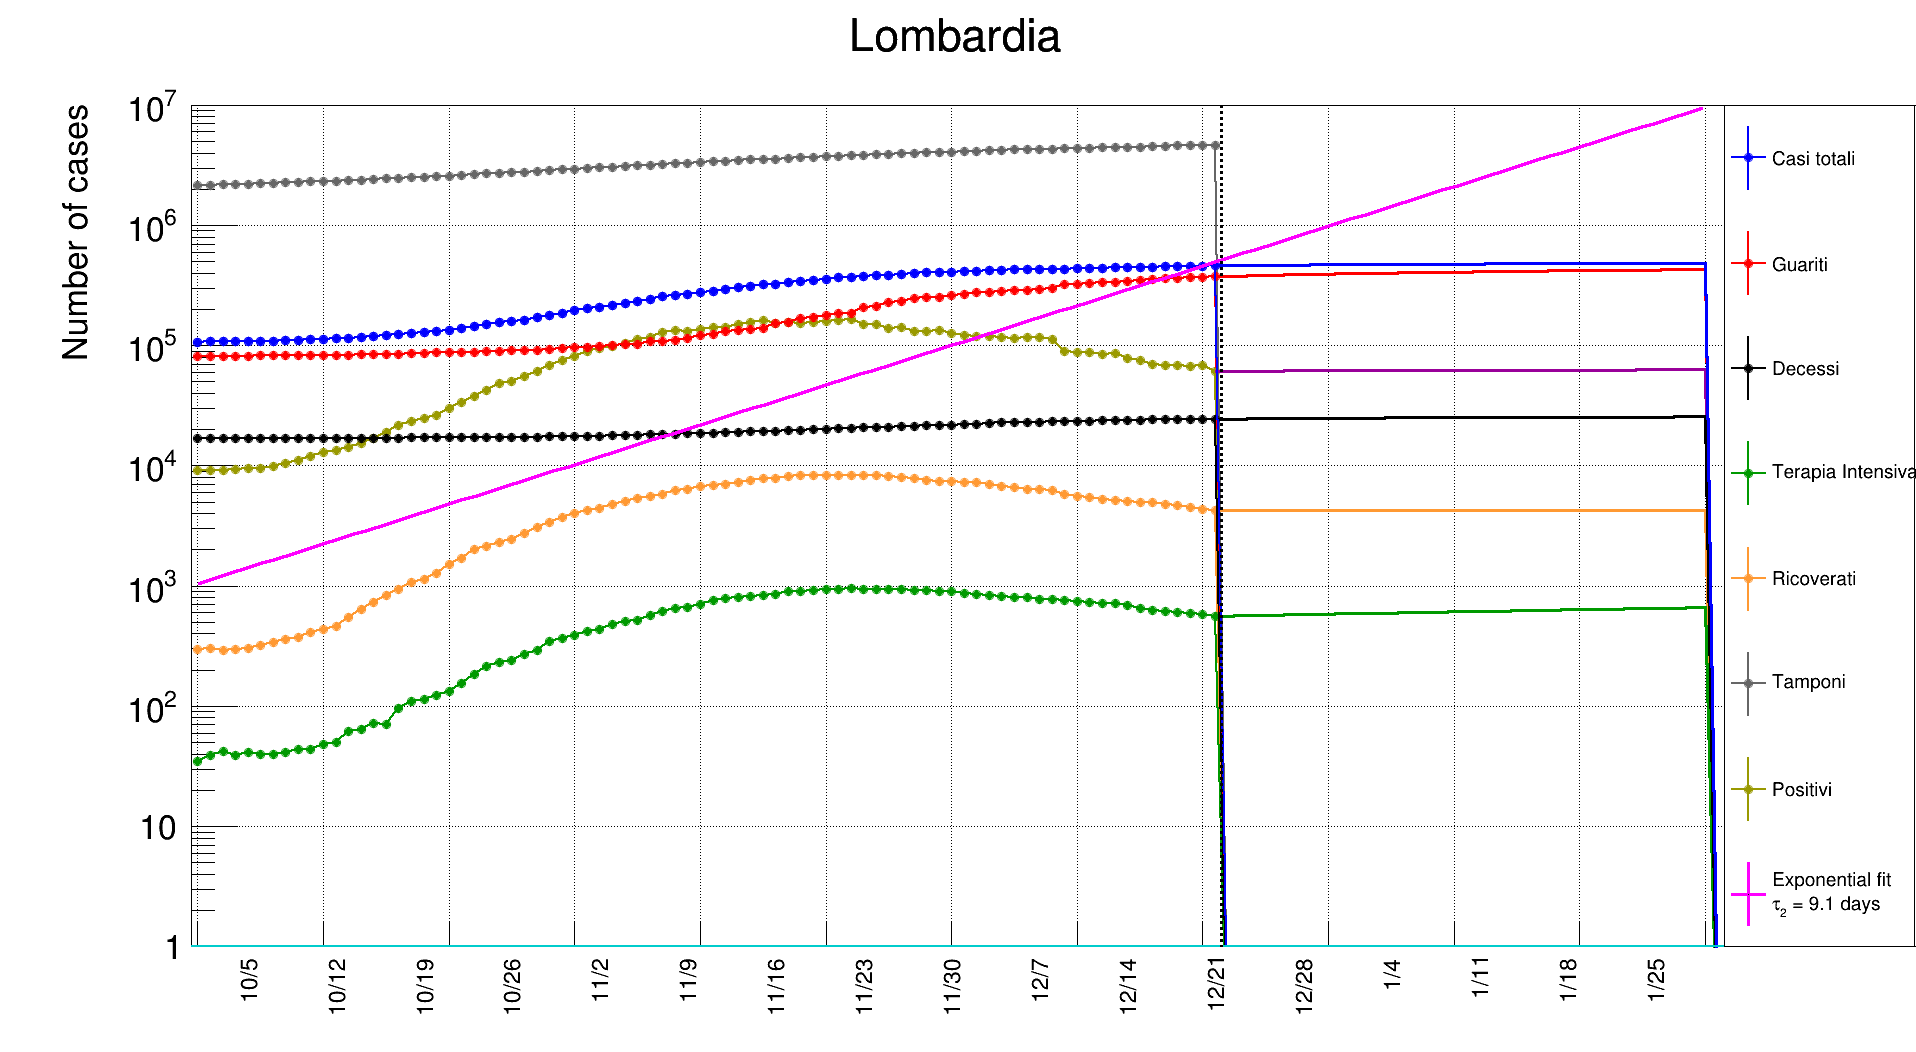 Lombardia
Number of cases
10^7
10^6
10^5
10^4
10^3
10^2
10
1
10/5
10/12
10/19
10/26
11/2
11/9
11/16
11/23
11/30
12/7
12/14
12/21
12/28
1/4
1/11
1/18
1/25
Casi totali
Guariti
Decessi
Terapia Intensiva
Ricoverati
Tamponi
Positivi
Exponential fit
τ₂ = 9.1 days